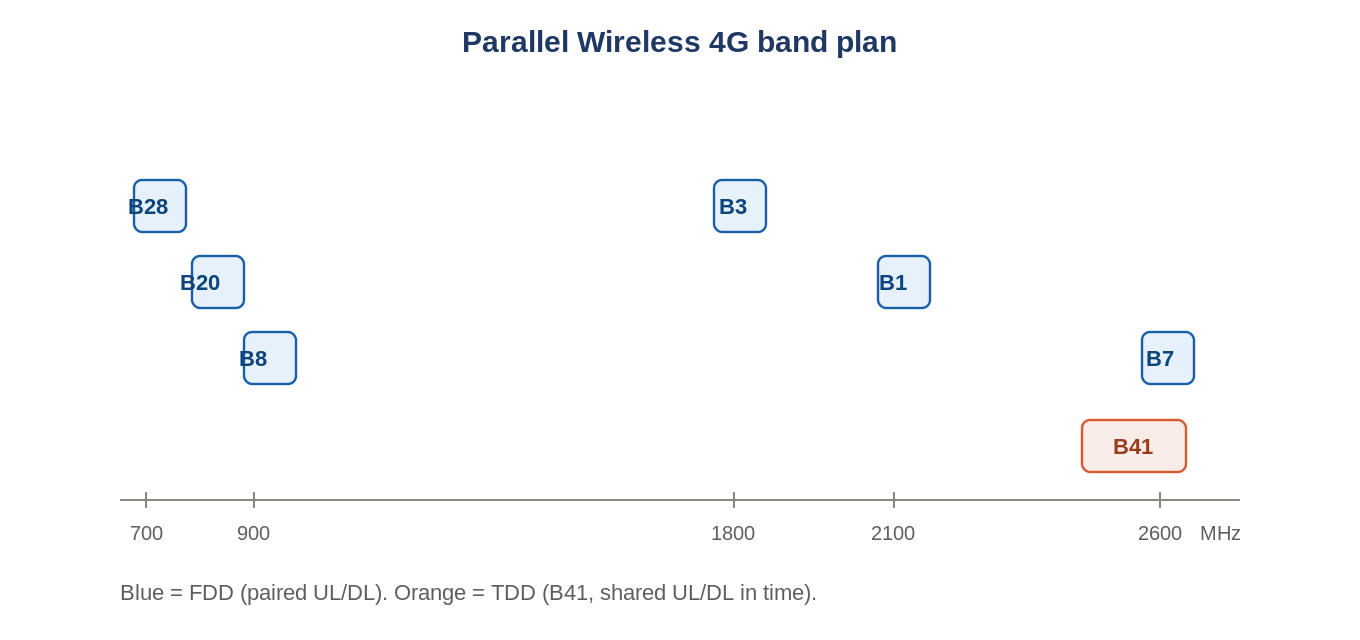 Parallel Wireless 4G band plan
B28
B3
B20
B1
B8
B7
B41
700 900 1800 2100 2600 MHz
Blue = FDD (paired UL/DL). Orange = TDD (B41, shared UL/DL in time).